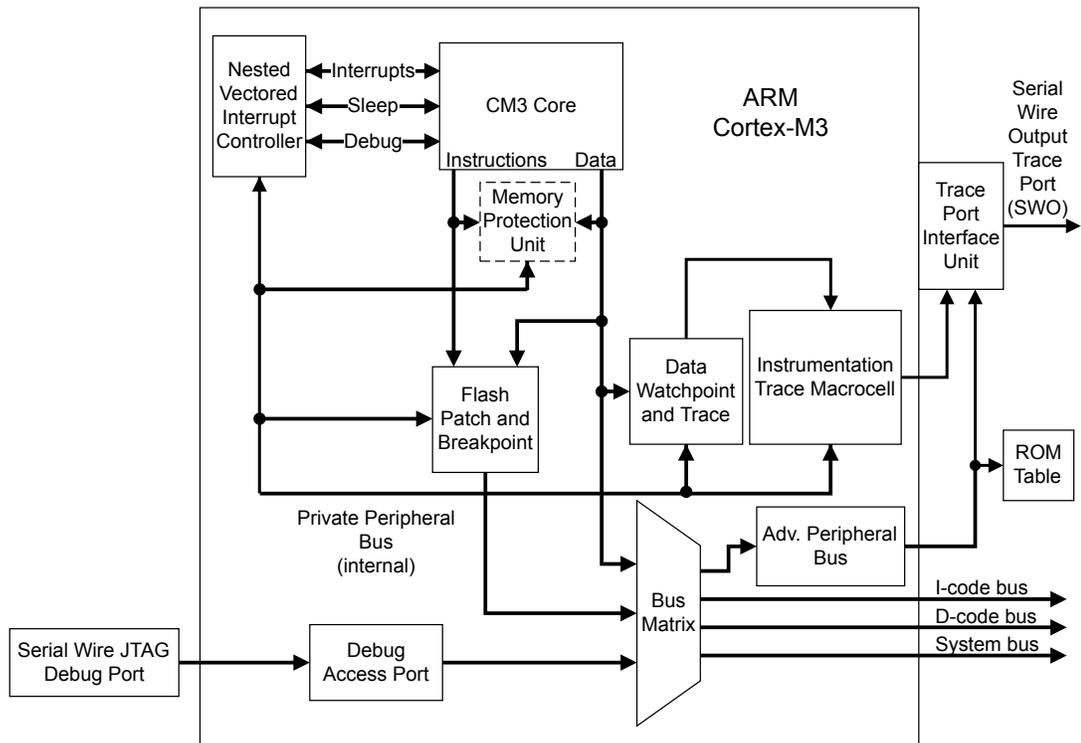 Nested
Vectored
Interrupt
Controller
Interrupts
Sleep
Debug
CM3 Core
Instructions
Data
ARM
Cortex-M3
Memory
Protection
Unit
Trace
Port
Interface
Unit
Serial
Wire
Output
Trace
Port
(SWO)
Flash
Patch and
Breakpoint
Data
Watchpoint
and Trace
Instrumentation
Trace Macrocell
ROM
Table
Private Peripheral
Bus
(internal)
Adv. Peripheral
Bus
Bus
Matrix
I-code bus
D-code bus
System bus
Serial Wire JTAG
Debug Port
Debug
Access Port